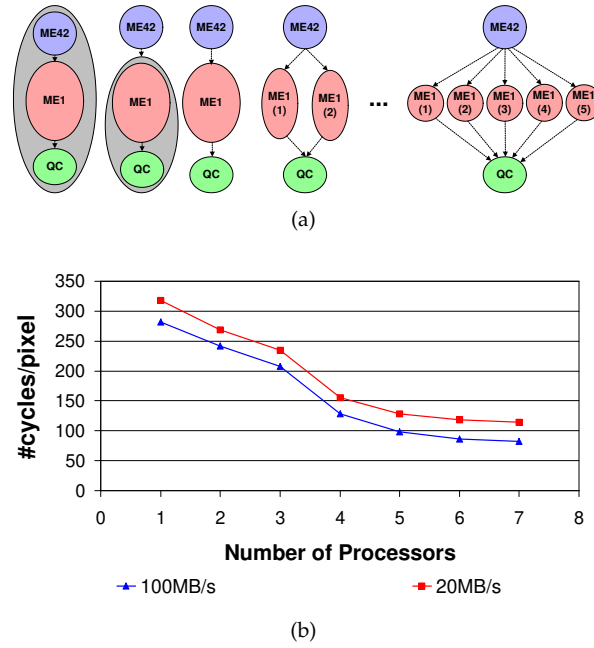 ME42 ME42 ME42 ME42 ME42
ME1 ME1 ME1 ME1 (1) ME1 (2) ... ME1 (1) ME1 (2) ME1 (3) ME1 (4) ME1 (5)
QC QC QC QC QC
(a)
350
300
250
200
150
100
50
0
#cycles/pixel
0 1 2 3 4 5 6 7 8
Number of Processors
100MB/s 20MB/s
(b)